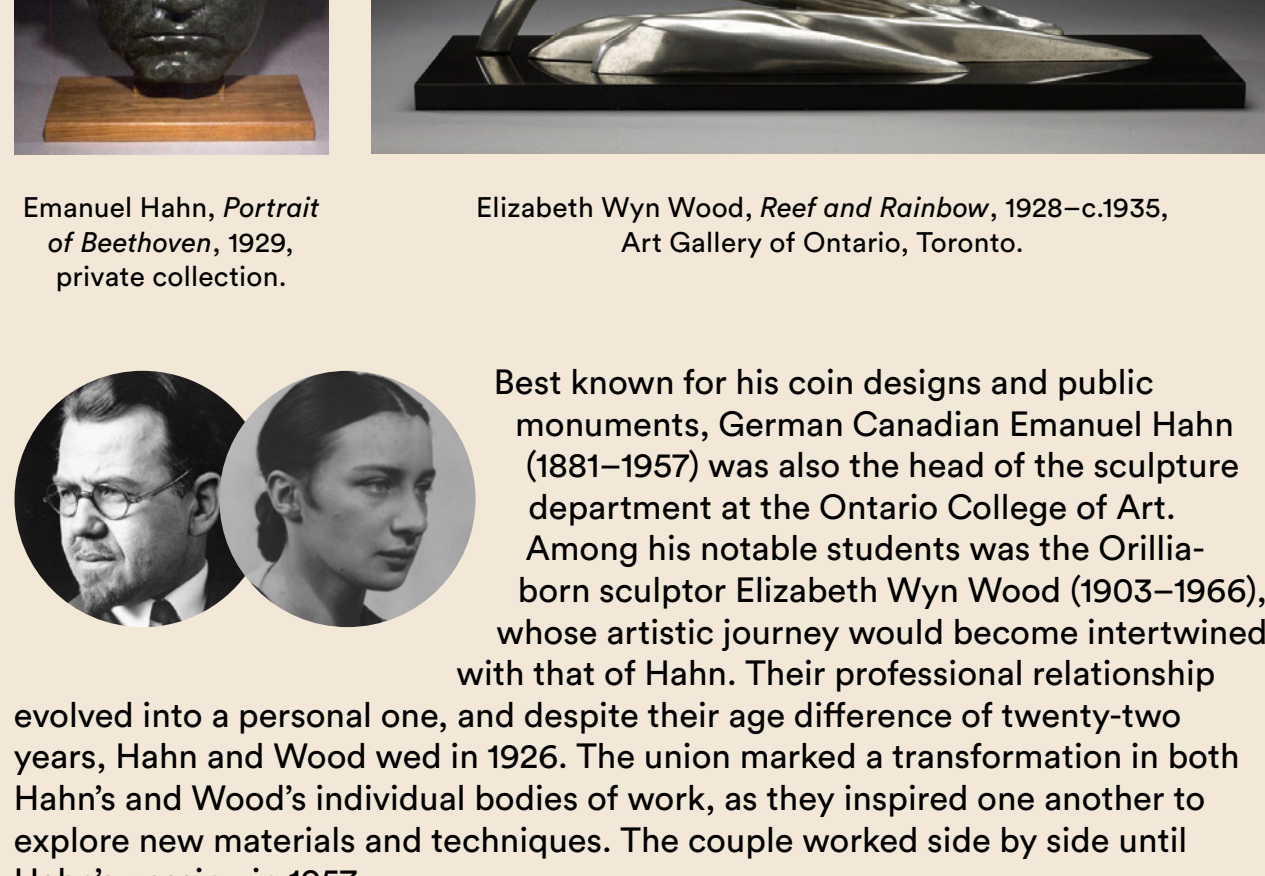 Emanuel Hahn, Portrait
of Beethoven, 1929,
private collection.
Elizabeth Wyn Wood, Reef and Rainbow, 1928–c.1935,
Art Gallery of Ontario, Toronto.
Best known for his coin designs and public
monuments, German Canadian Emanuel Hahn
(1881–1957) was also the head of the sculpture
department at the Ontario College of Art.
Among his notable students was the Orillia-
born sculptor Elizabeth Wyn Wood (1903–1966),
whose artistic journey would become intertwined
with that of Hahn. Their professional relationship
evolved into a personal one, and despite their age difference of twenty-two
years, Hahn and Wood wed in 1926. The union marked a transformation in both
Hahn’s and Wood’s individual bodies of work, as they inspired one another to
explore new materials and techniques. The couple worked side by side until
Hahn’s passing in 1957.